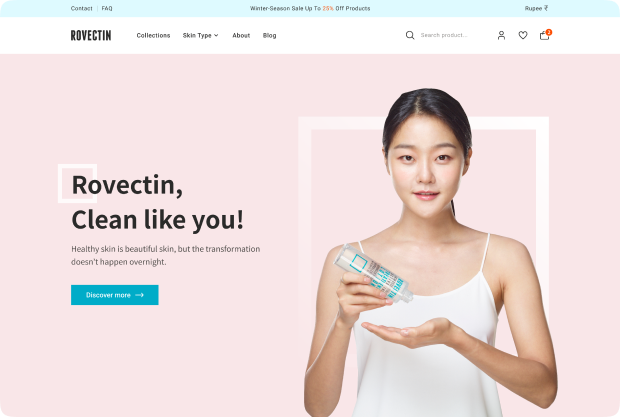 Contact | FAQ
Winter-Season Sale Up To 25% Off Products
Rupee ₹
ROVECTIN
Collections
Skin Type
About
Blog
Search product...
2
Rovectin,
Clean like you!
Healthy skin is beautiful skin, but the transformation
doesn't happen overnight.
Discover more →